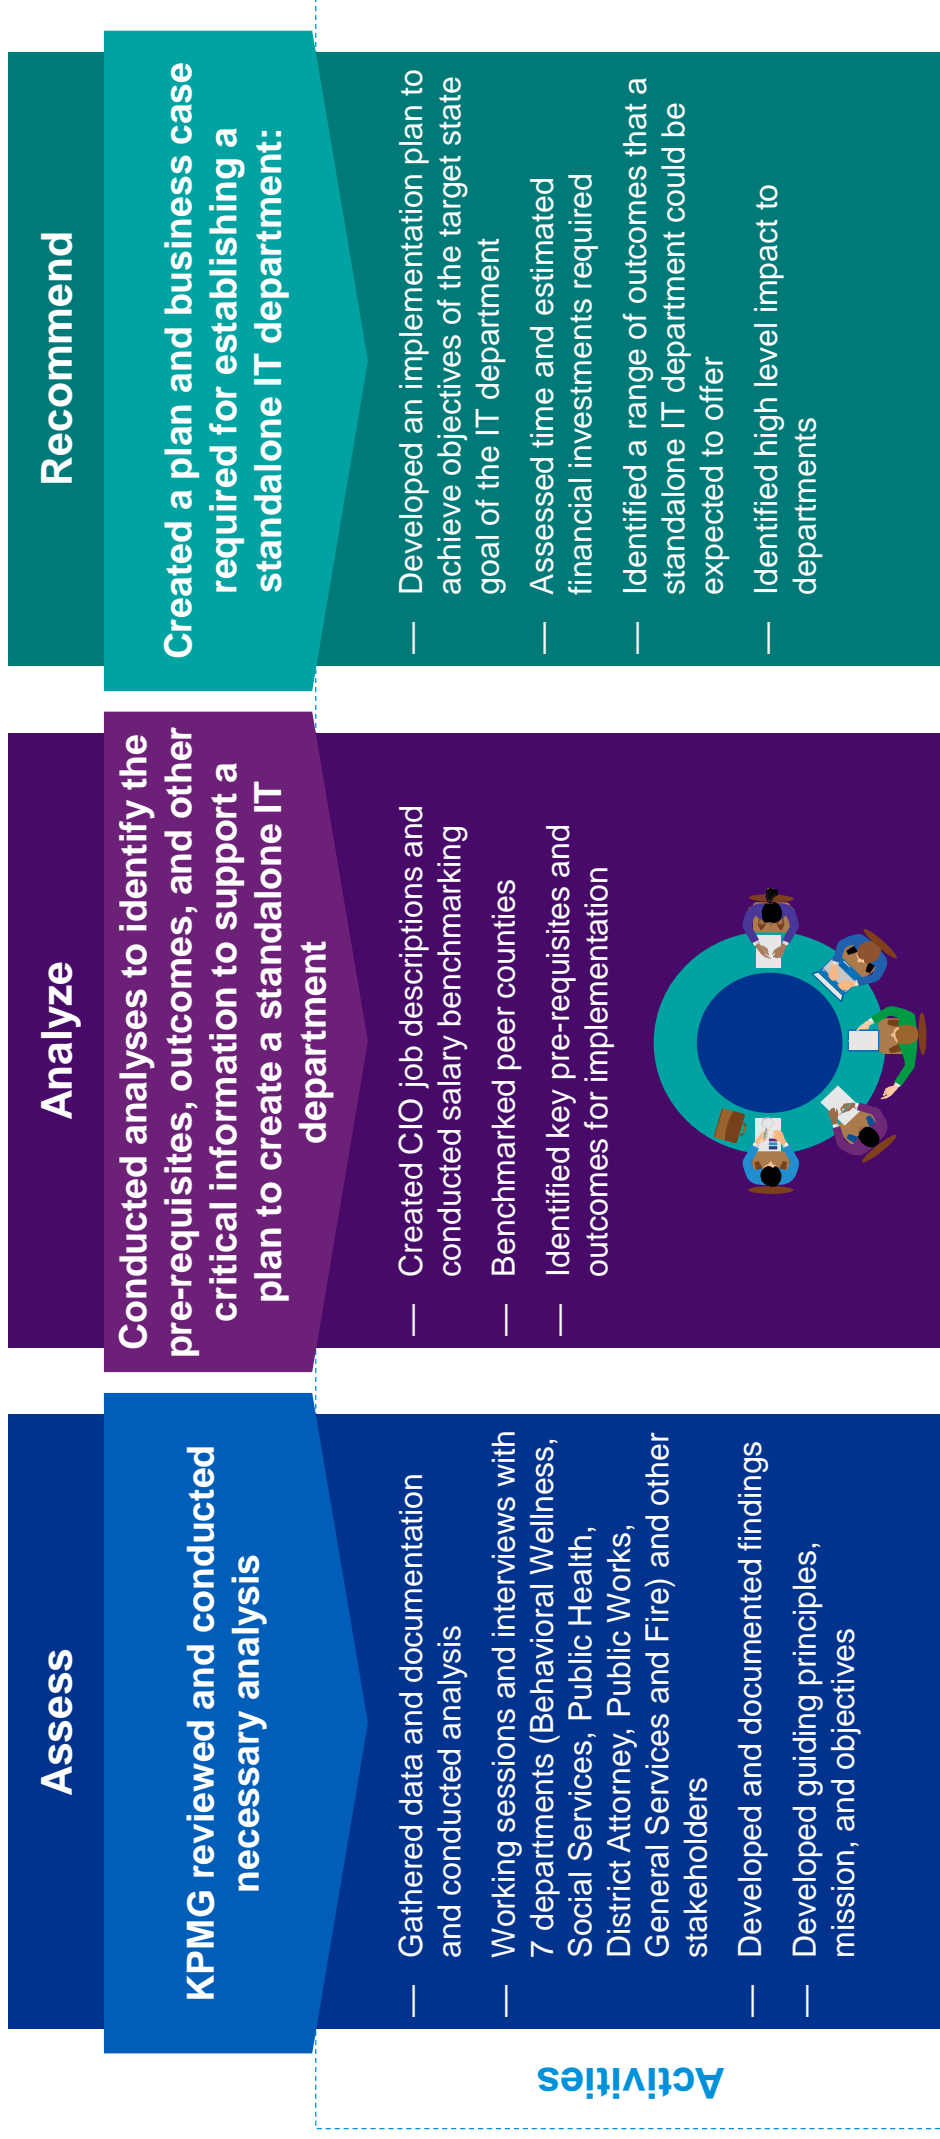 Assess
KPMG reviewed and conducted
necessary analysis
— Gathered data and documentation
and conducted analysis
— Working sessions and interviews with
7 departments (Behavioral Wellness,
Social Services, Public Health,
District Attorney, Public Works,
General Services and Fire) and other
stakeholders
— Developed and documented findings
— Developed guiding principles,
mission, and objectives
Analyze
Conducted analyses to identify the
pre-requisites, outcomes, and other
critical information to support a
plan to create a standalone IT
department
— Created CIO job descriptions and
conducted salary benchmarking
— Benchmarked peer counties
— Identified key pre-requisites and
outcomes for implementation
Recommend
Created a plan and business case
required for establishing a
standalone IT department:
— Developed an implementation plan to
achieve objectives of the target state
goal of the IT department
— Assessed time and estimated
financial investments required
— Identified a range of outcomes that a
standalone IT department could be
expected to offer
— Identified high level impact to
departments
Activities